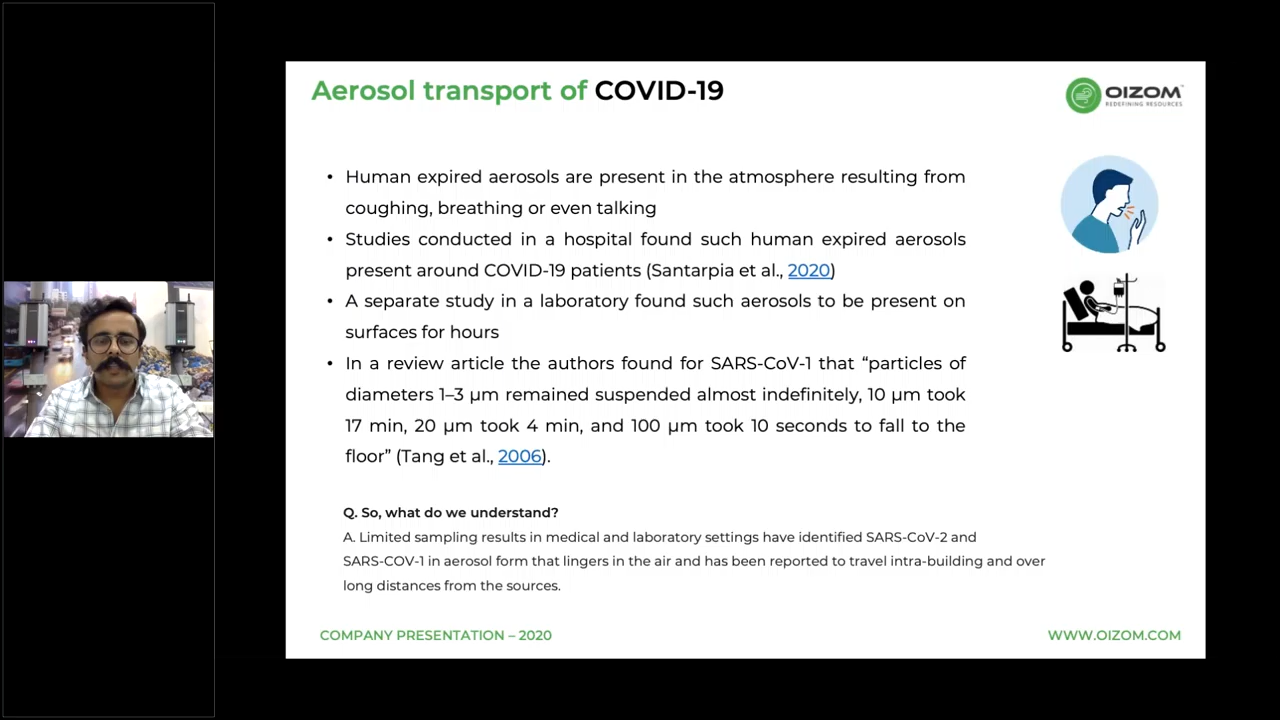 Aerosol transport of COVID-19
OIZOM™
REDEFINING RESOURCES
• Human expired aerosols are present in the atmosphere resulting from
coughing, breathing or even talking
• Studies conducted in a hospital found such human expired aerosols
present around COVID-19 patients (Santarpia et al., 2020)
• A separate study in a laboratory found such aerosols to be present on
surfaces for hours
• In a review article the authors found for SARS-CoV-1 that “particles of
diameters 1–3 µm remained suspended almost indefinitely, 10 µm took
17 min, 20 µm took 4 min, and 100 µm took 10 seconds to fall to the
floor” (Tang et al., 2006).
Q. So, what do we understand?
A. Limited sampling results in medical and laboratory settings have identified SARS-CoV-2 and
SARS-COV-1 in aerosol form that lingers in the air and has been reported to travel intra-building and over
long distances from the sources.
COMPANY PRESENTATION – 2020
WWW.OIZOM.COM